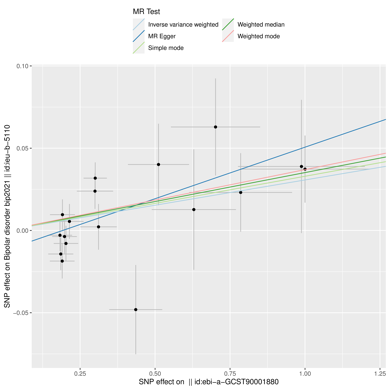 MR Test
Inverse variance weighted
Weighted median
MR Egger
Weighted mode
Simple mode
0.10
0.05
0.00
−0.05
SNP effect on Bipolar disorder bip2021 || id:ieu−b−5110
0.25
0.50
0.75
1.00
1.25
SNP effect on  || id:ebi−a−GCST90001880